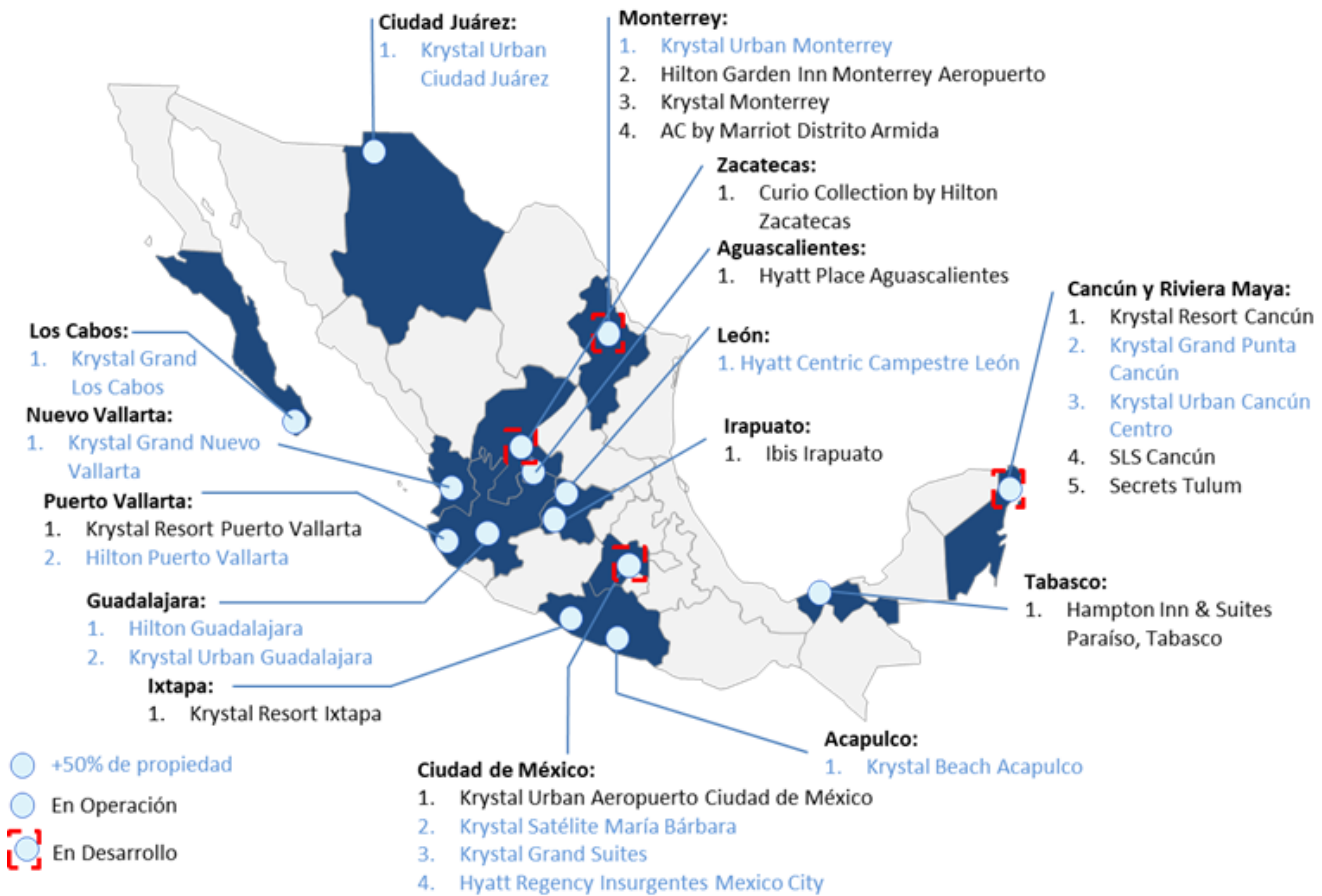 Ciudad Juárez:
1. Krystal Urban
Ciudad Juárez
Monterrey:
1. Krystal Urban Monterrey
2. Hilton Garden Inn Monterrey Aeropuerto
3. Krystal Monterrey
4. AC by Marriot Distrito Armida
Zacatecas:
1. Curio Collection by Hilton
Zacatecas
Aguascalientes:
1. Hyatt Place Aguascalientes
León:
1. Hyatt Centric Campestre León
Irapuato:
1. Ibis Irapuato
Cancún y Riviera Maya:
1. Krystal Resort Cancún
2. Krystal Grand Punta
Cancún
3. Krystal Urban Cancún
Centro
4. SLS Cancún
5. Secrets Tulum
Tabasco:
1. Hampton Inn & Suites
Paraíso, Tabasco
Los Cabos:
1. Krystal Grand
Los Cabos
Nuevo Vallarta:
1. Krystal Grand Nuevo
Vallarta
Puerto Vallarta:
1. Krystal Resort Puerto Vallarta
2. Hilton Puerto Vallarta
Guadalajara:
1. Hilton Guadalajara
2. Krystal Urban Guadalajara
Ixtapa:
1. Krystal Resort Ixtapa
Acapulco:
1. Krystal Beach Acapulco
Ciudad de México:
1. Krystal Urban Aeropuerto Ciudad de México
2. Krystal Satélite María Bárbara
3. Krystal Grand Suites
4. Hyatt Regency Insurgentes Mexico City
+50% de propiedad
En Operación
En Desarrollo